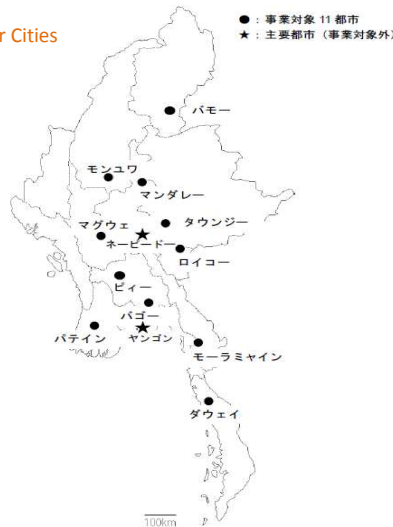 r Cities
● : 事業対象 11 都市
★ : 主要都市（事業対象外）
バモー
モンユワ
マンダレー
タウンジー
マグウェ
ネーピードー
ロイコー
ピィー
バゴー
パテイン
ヤンゴン
モーラミャイン
ダウェイ
100km